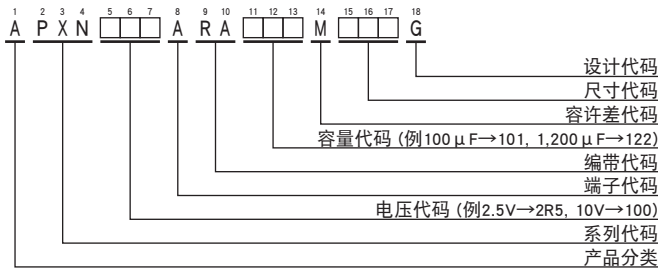 1 2 3 4 5 6 7 8 9 10 11 12 13 14 15 16 17 18
A P X N A R A M G
设计代码
尺寸代码
容许差代码
容量代码 (例100μF→101, 1,200μF→122)
编带代码
端子代码
电压代码 (例2.5V→2R5, 10V→100)
系列代码
产品分类